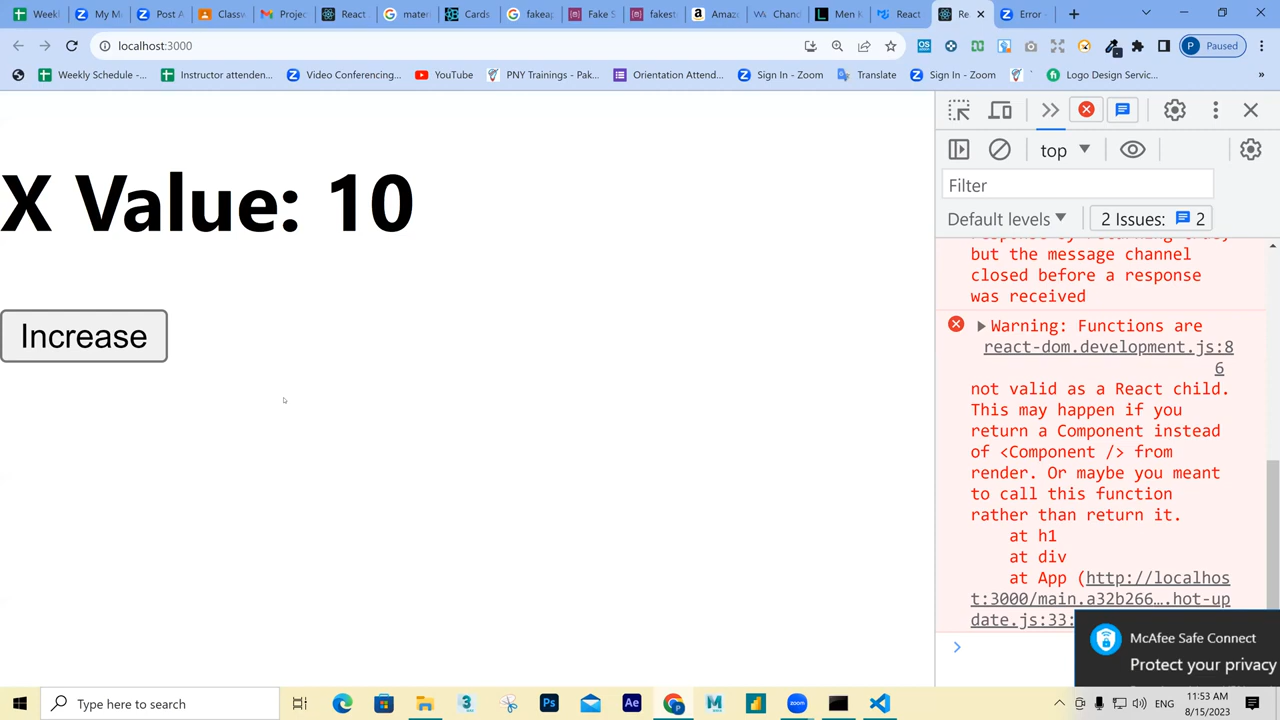 Weekl
My M
Post A
Classi
Projec
React
mater
Cards
fakeap
Fake S
fakest
Amazo
Chand
Men K
React
Re
Error
localhost:3000
Paused
Weekly Schedule -...
Instructor attenden...
Video Conferencing...
YouTube
PNY Trainings - Pak...
Orientation Attend...
Sign In - Zoom
Translate
Sign In - Zoom
Logo Design Servic...
X Value: 10
Increase
top
Filter
Default levels
2 Issues: 2
but the message channel
closed before a response
was received
Warning: Functions are
react-dom.development.js:8
6
not valid as a React child.
This may happen if you
return a Component instead
of <Component /> from
render. Or maybe you meant
to call this function
rather than return it.
at h1
at div
at App (http://localhos
t:3000/main.a32b266….hot-up
date.js:33:
McAfee Safe Connect
Protect your privacy
Type here to search
ENG
11:53 AM
8/15/2023